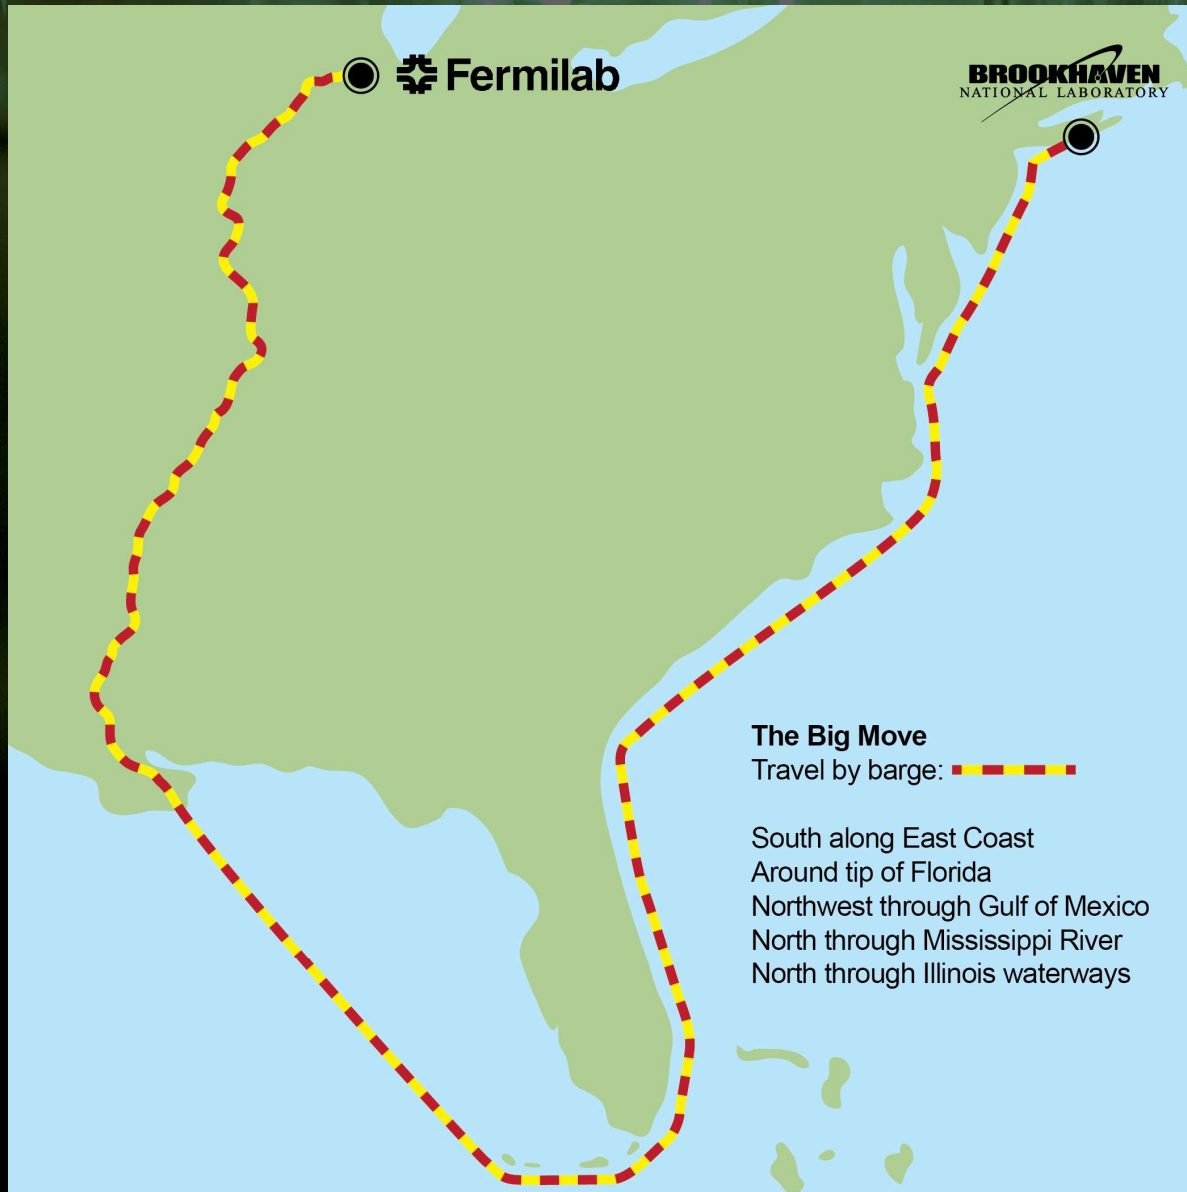 Fermilab
BROOKHAVEN
NATIONAL LABORATORY
The Big Move
Travel by barge:
South along East Coast
Around tip of Florida
Northwest through Gulf of Mexico
North through Mississippi River
North through Illinois waterways